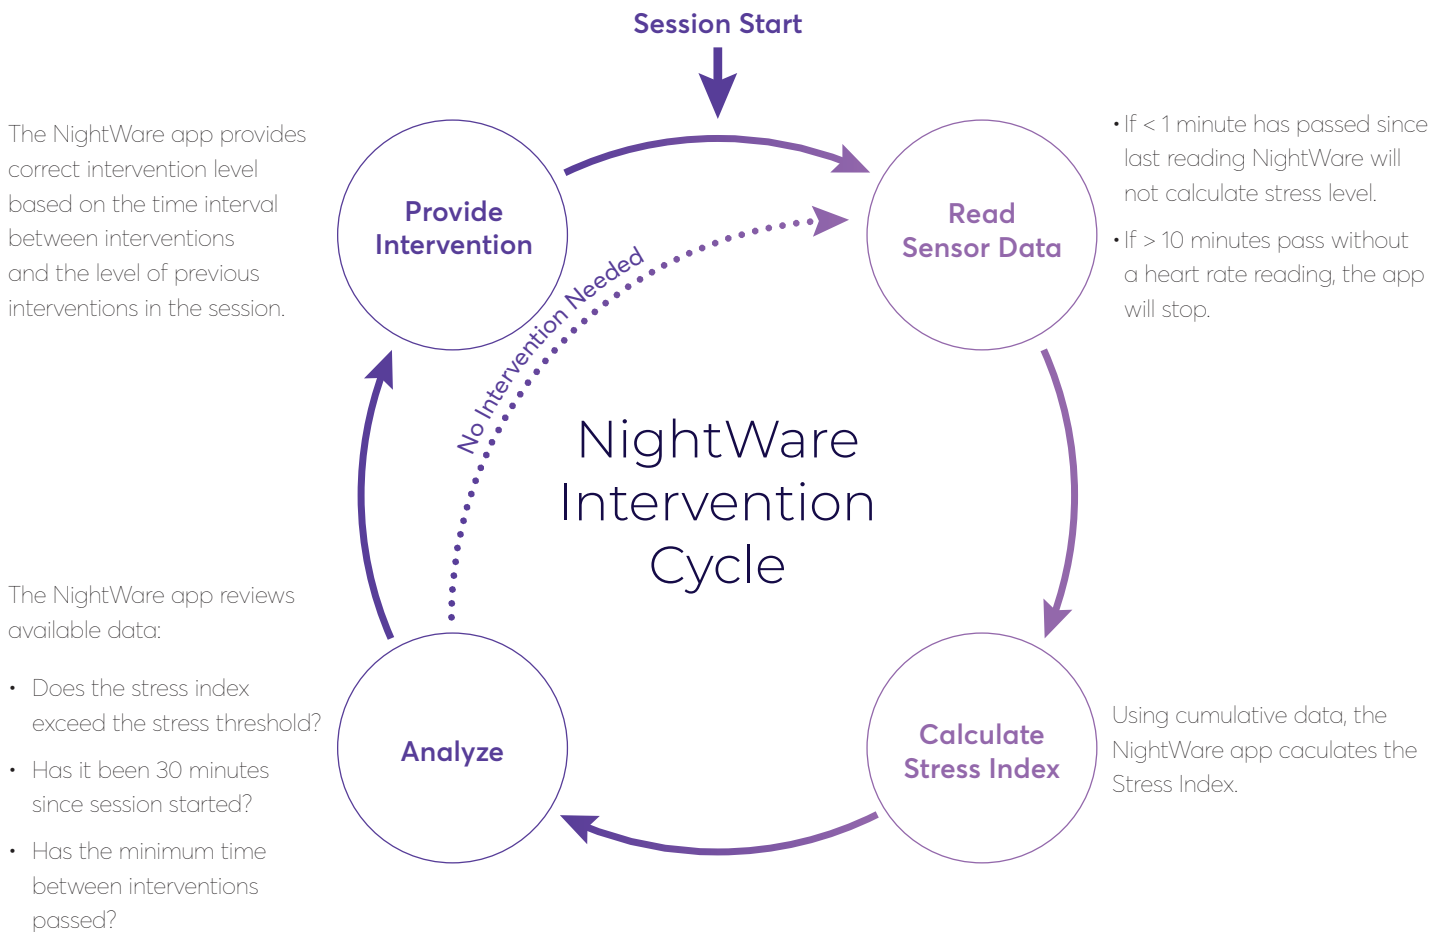 Session Start
The NightWare app provides
correct intervention level
based on the time interval
between interventions
and the level of previous
interventions in the session.
Provide
Intervention
Read
Sensor Data
• If < 1 minute has passed since
last reading NightWare will
not calculate stress level.
• If > 10 minutes pass without
a heart rate reading, the app
will stop.
No Intervention Needed
NightWare
Intervention
Cycle
The NightWare app reviews
available data:
• Does the stress index
exceed the stress threshold?
• Has it been 30 minutes
since session started?
• Has the minimum time
between interventions
passed?
Analyze
Calculate
Stress Index
Using cumulative data, the
NightWare app caculates the
Stress Index.